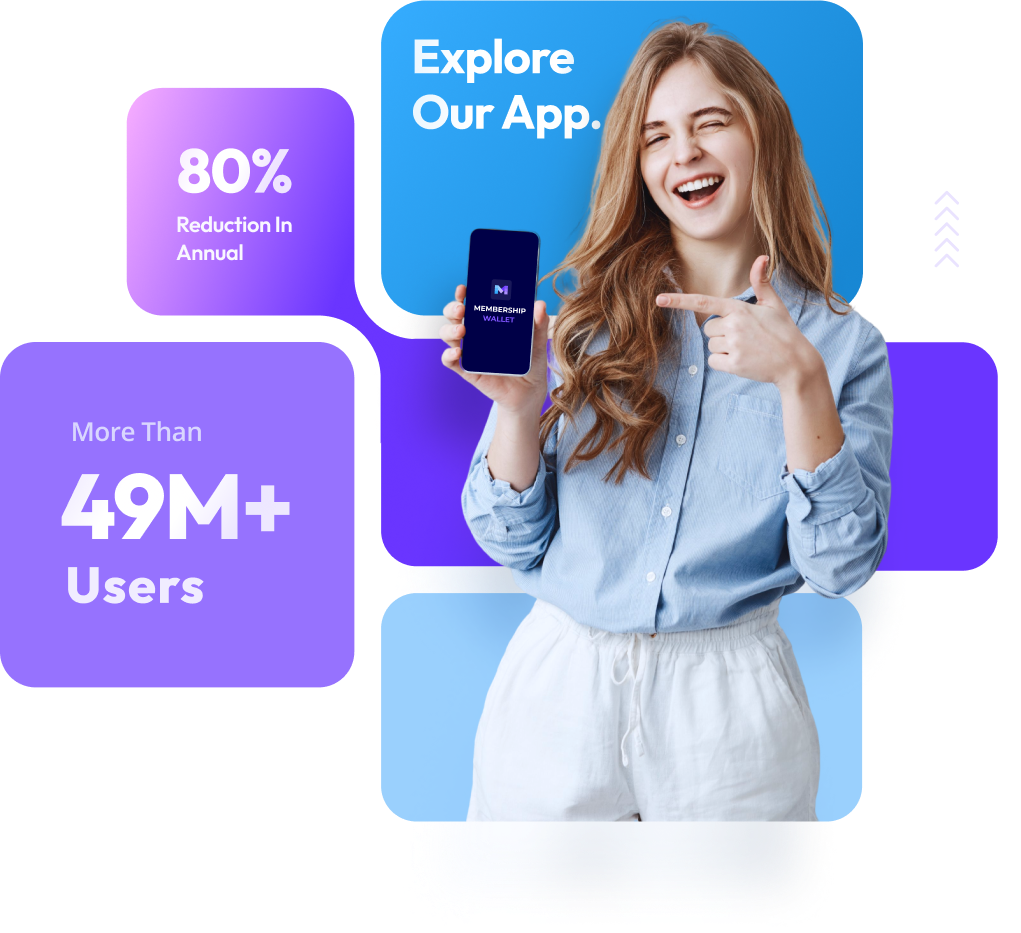 Explore
Our App.
80%
Reduction In
Annual
M
MEMBERSHIP
WALLET
More Than
49M+
Users